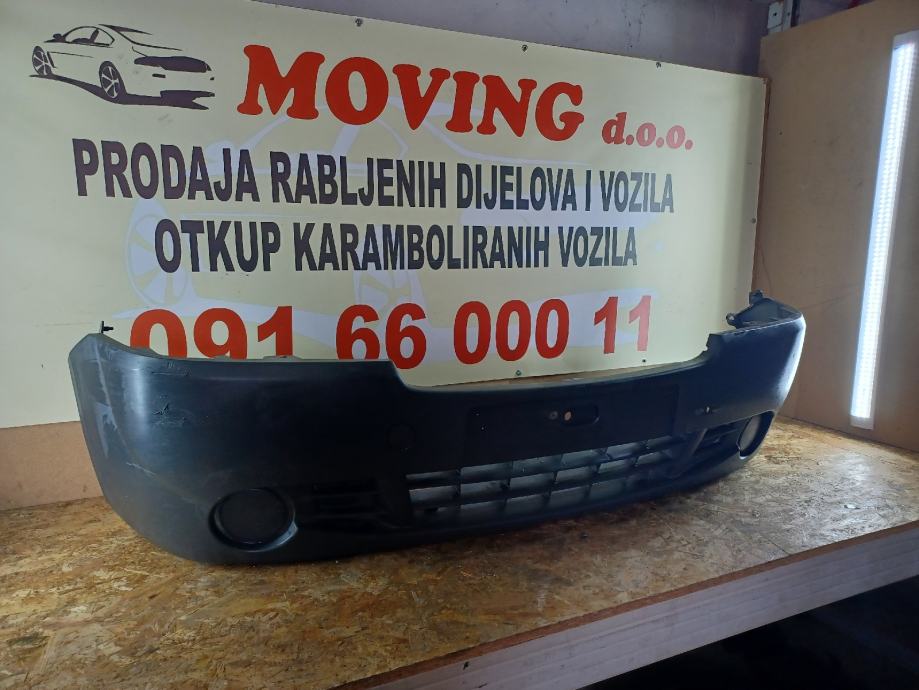 MOVING d.o.o.
PRODAJA RABLJENIH DIJELOVA I VOZILA
OTKUP KARAMBOLIRANIH VOZILA
091 66 000 11